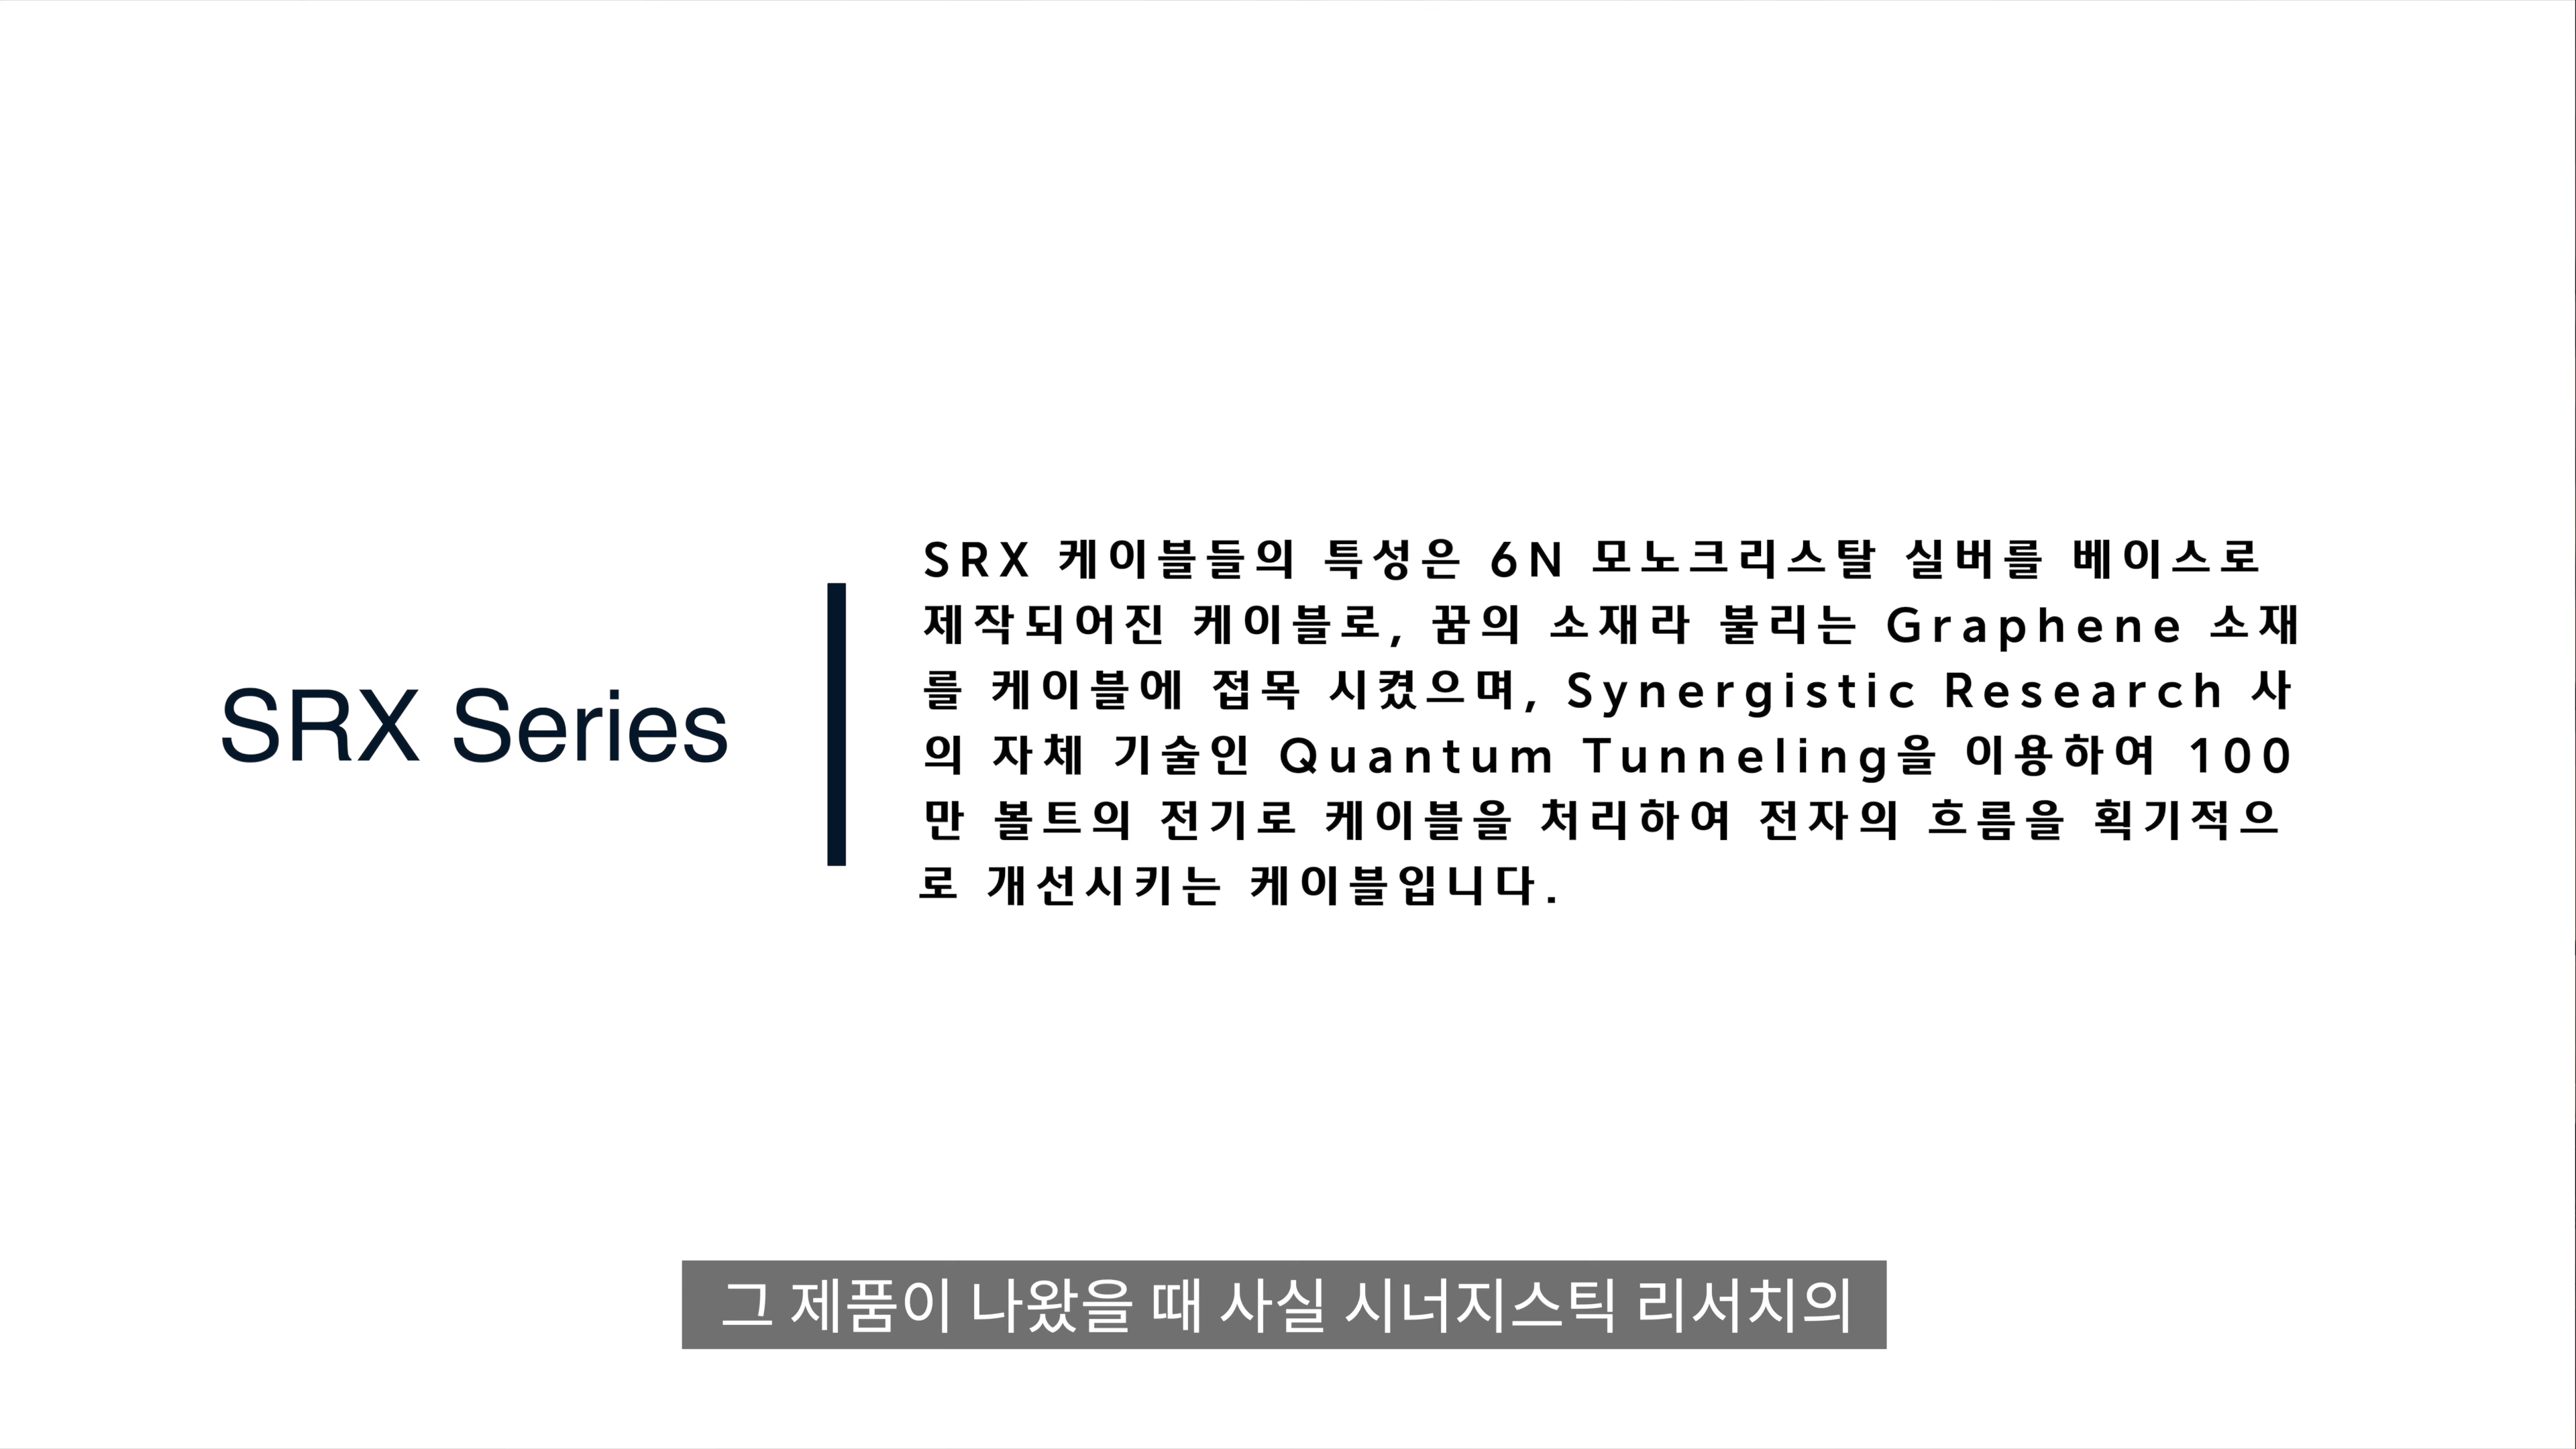 SRX Series
SRX 케이블들의 특성은 6N 모노크리스탈 실버를 베이스로
제작되어진 케이블로, 꿈의 소재라 불리는 Graphene 소재
를 케이블에 접목 시켰으며, Synergistic Research 사
의 자체 기술인 Quantum Tunneling을 이용하여 100
만 볼트의 전기로 케이블을 처리하여 전자의 흐름을 획기적으
로 개선시키는 케이블입니다.
그 제품이 나왔을 때 사실 시너지스틱 리서치의